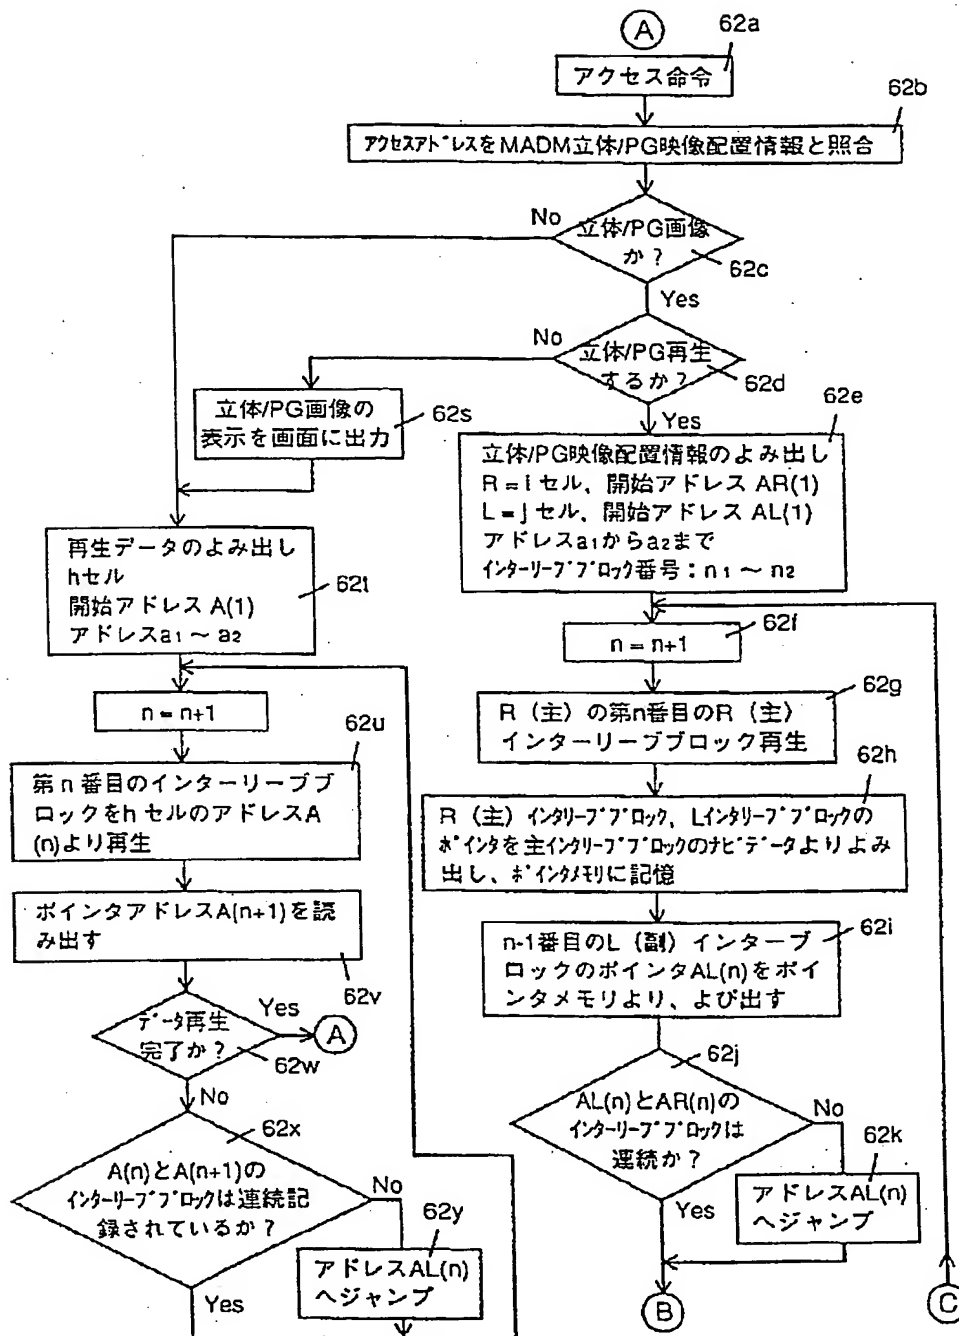 A
62a
アクセス命令
62b
アクセスアドレスをMADM立体/PG映像配置情報と照合
No
立体/PG画像
か?
62c
Yes
No
立体/PG再生
するか?
62d
Yes
立体/PG画像の
表示を画面に出力
62s
62e
立体/PG映像配置情報のよみ出し
R=iセル、開始アドレス AR(1)
L=jセル、開始アドレス AL(1)
アドレスa1からa2まで
インターリーブブロック番号:n1~n2
再生データのよみ出し
hセル
開始アドレス A(1)
アドレスa1~a2
62t
62f
n=n+1
n=n+1
62g
R(主)の第n番目のR(主)
インターリーブブロック再生
62u
第n番目のインターリーブブ
ロックをhセルのアドレスA
(n)より再生
62h
R(主)インタリーブブロック、Lインタリーブブロックの
ポインタを主インタリーブブロックのナビデータよりよみ
出し、ポインタメモリに記憶
ポインタアドレスA(n+1)を読
み出す
62v
62i
n-1番目のL(副)インターブ
ロックのポインタAL(n)をポイ
ンタメモリより、よび出す
データ再生
完了か?
Yes
A
62w
No
62j
AL(n)とAR(n)の
インターリーブブロックは
連続か?
No
Yes
62k
アドレスAL(n)
へジャンプ
62x
A(n)とA(n+1)の
インターリーブブロックは連続記
録されているか?
No
Yes
62y
アドレスAL(n)
へジャンプ
B
C